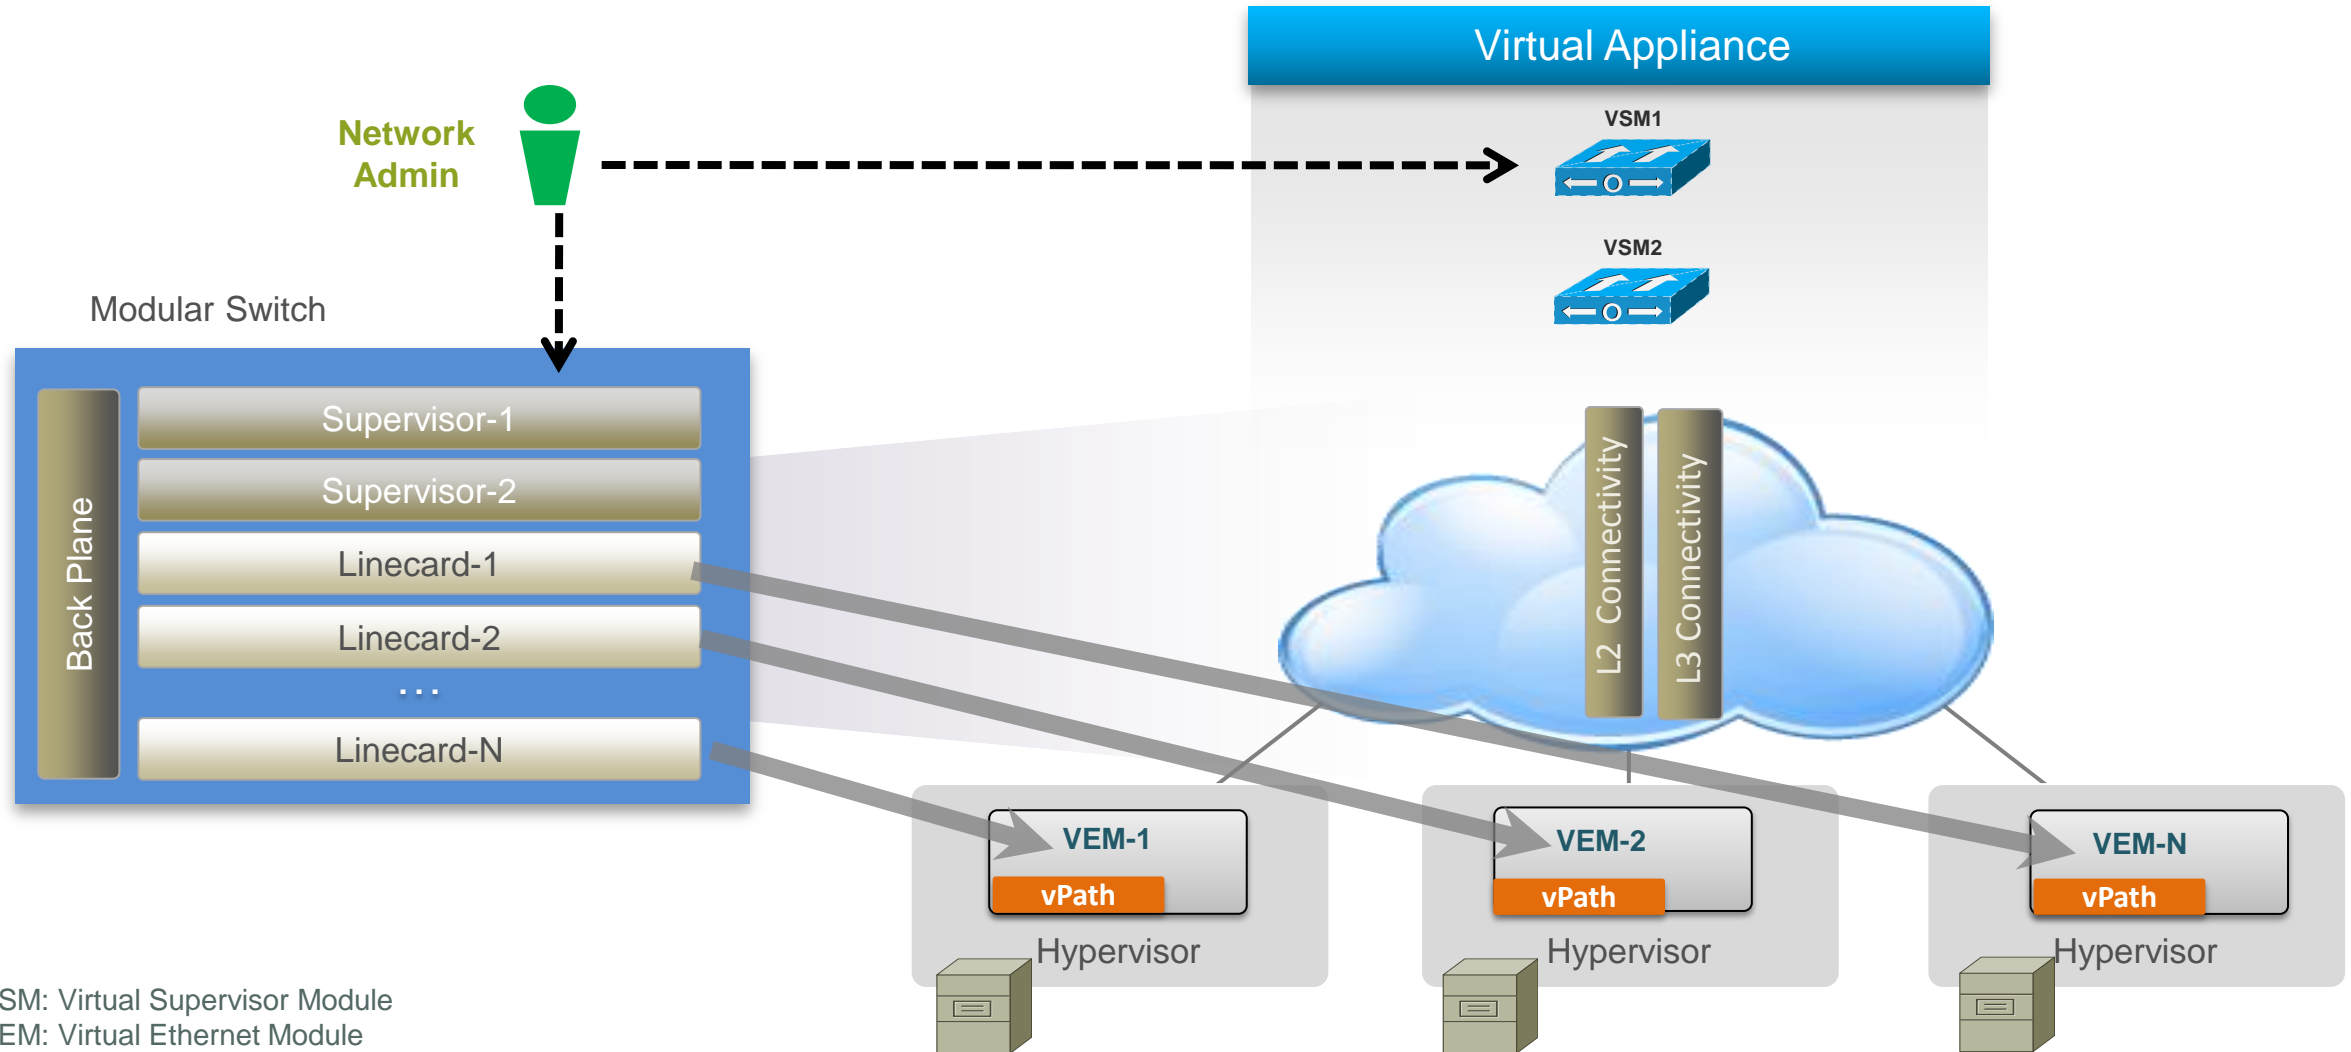 Virtual Appliance
VSM1
Network
Admin
VSM2
Modular Switch
Supervisor-1
Supervisor-2
Linecard-1
Linecard-2
...
Linecard-N
Back Plane
L2 Connectivity
L3 Connectivity
VEM-1
vPath
Hypervisor
VEM-2
vPath
Hypervisor
VEM-N
vPath
Hypervisor
SM: Virtual Supervisor Module
EM: Virtual Ethernet Module